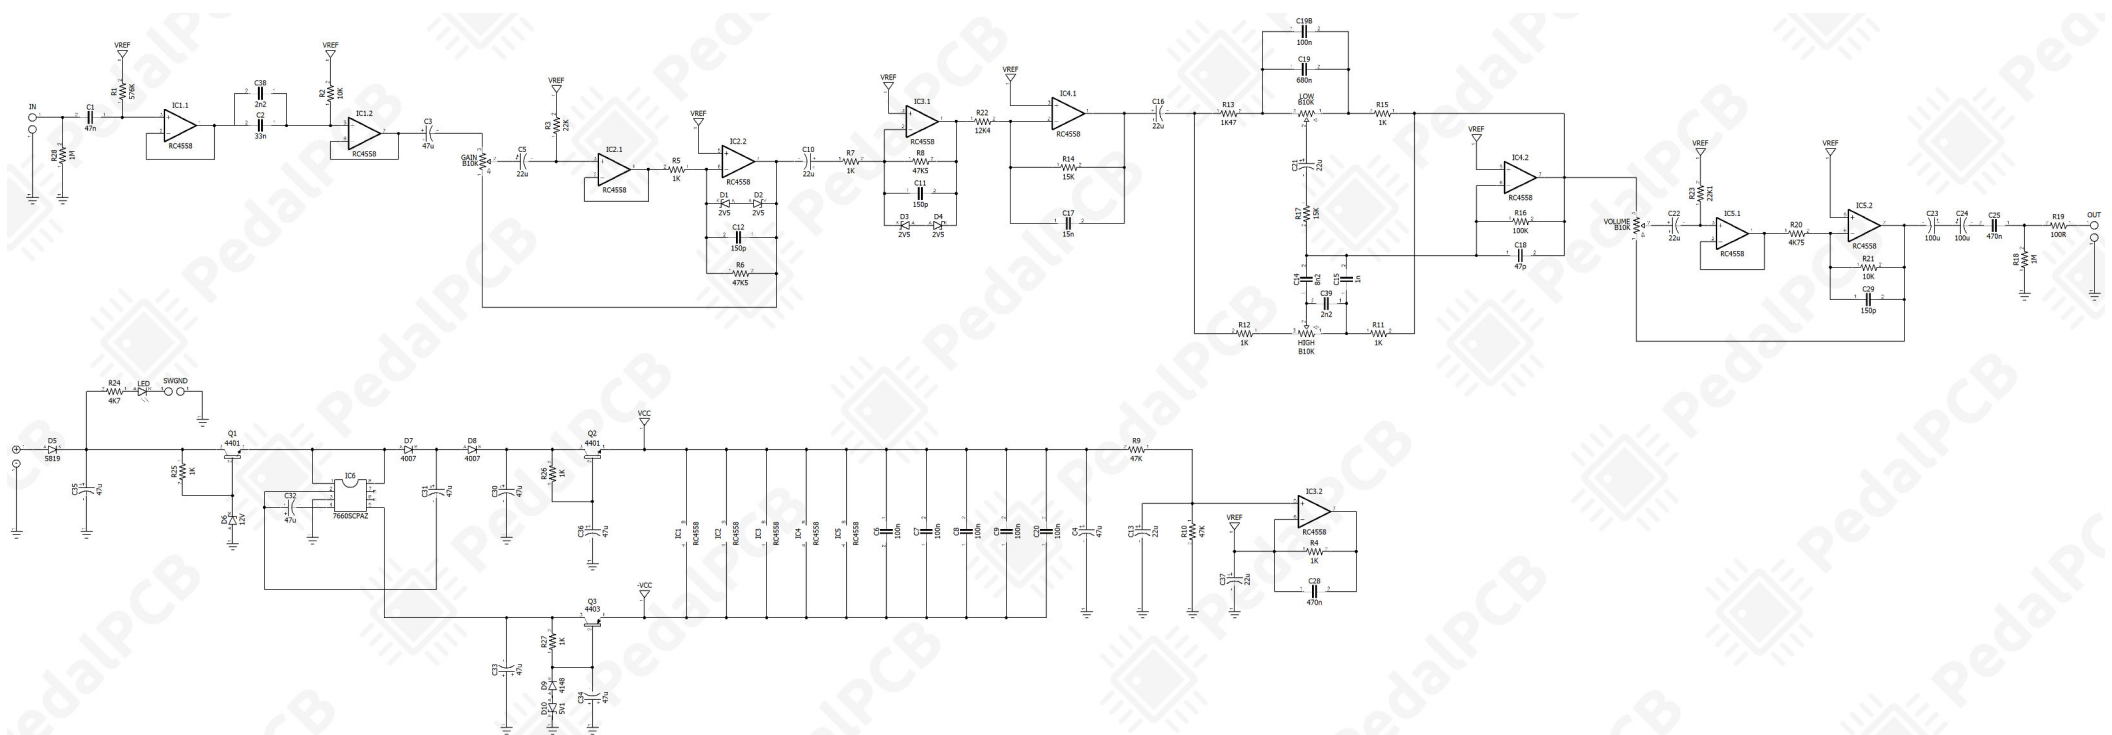 IN
R28
1M
C1
47n
VREF
R1
576K
IC1.1
RC4558
C38
2n2
C2
33n
VREF
R2
10K
IC1.2
RC4558
C3
47u
GAIN
B10K
C5
22u
VREF
R3
22K
IC2.1
RC4558
R5
1K
VREF
IC2.2
RC4558
D1
2V5
D2
2V5
C12
150p
R6
47K5
C10
22u
R7
1K
VREF
IC3.1
RC4558
R8
47K5
C11
150p
D3
2V5
D4
2V5
R22
12K4
VREF
IC4.1
RC4558
R14
15K
C17
15n
C16
22u
R13
1K47
C19B
100n
C19
680n
LOW
B10K
R15
1K
C21
22u
R17
15K
C14
8n2
C15
1n
C39
2n2
R12
1K
HIGH
B10K
R11
1K
VREF
IC4.2
RC4558
R16
100K
C18
47p
VOLUME
B10K
C22
22u
VREF
R23
22K1
IC5.1
RC4558
R20
4K75
VREF
IC5.2
RC4558
R21
10K
C29
150p
C23
100u
C24
100u
C25
470n
R18
1M
R19
100R
OUT
R24
4K7
LED
SWGND
D5
5819
C35
47u
R25
1K
Q1
4401
D6
12V
C32
47u
IC6
7660SCPAZ
D7
4007
C31
47u
D8
4007
C30
47u
R26
1K
Q2
4401
C36
47u
VCC
C33
47u
R27
1K
D9
4148
D10
5V1
Q3
4403
C34
47u
-VCC
IC1
RC4558
IC2
RC4558
IC3
RC4558
IC4
RC4558
IC5
RC4558
C6
100n
C7
100n
C8
100n
C9
100n
C20
100n
C4
47u
R9
47K
C13
22u
R10
47K
VREF
C37
22u
IC3.2
RC4558
R4
1K
C28
470n
PedalPCB